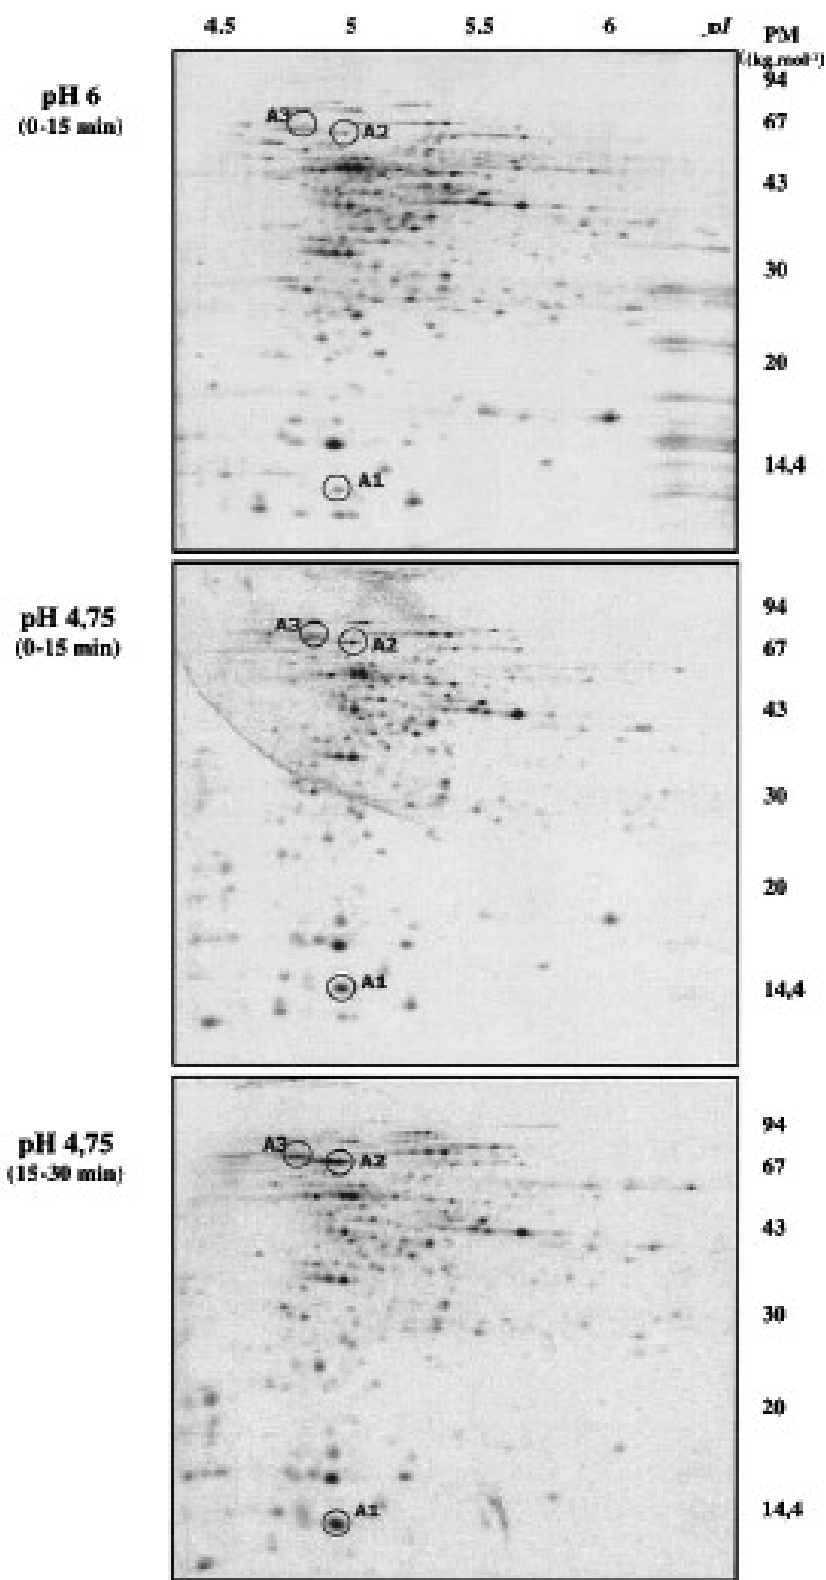 4.5 5 5.5 6 pI PM
(kg.mol⁻¹)
94
pH 6
(0-15 min)
A3 A2
67
43
30
20
14,4
A1
pH 4,75
(0-15 min)
94
A3 A2
67
43
30
20
A1 14,4
pH 4,75
(15-30 min)
94
A3 A2
67
43
30
20
A1 14,4